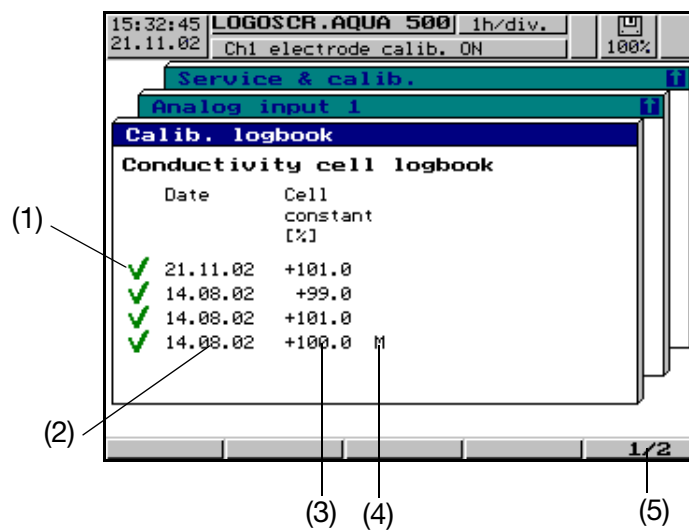 15:32:45 LOGOSCR.AQUA 500 1h/div.
21.11.02 Ch1 electrode calib. ON 100%
Service & calib.
Analog input 1
Calib. logbook
Conductivity cell logbook
Date Cell
constant
[%]
(1)
21.11.02 +101.0
14.08.02 +99.0
14.08.02 +101.0
14.08.02 +100.0 M
(2)
1/2
(3) (4) (5)